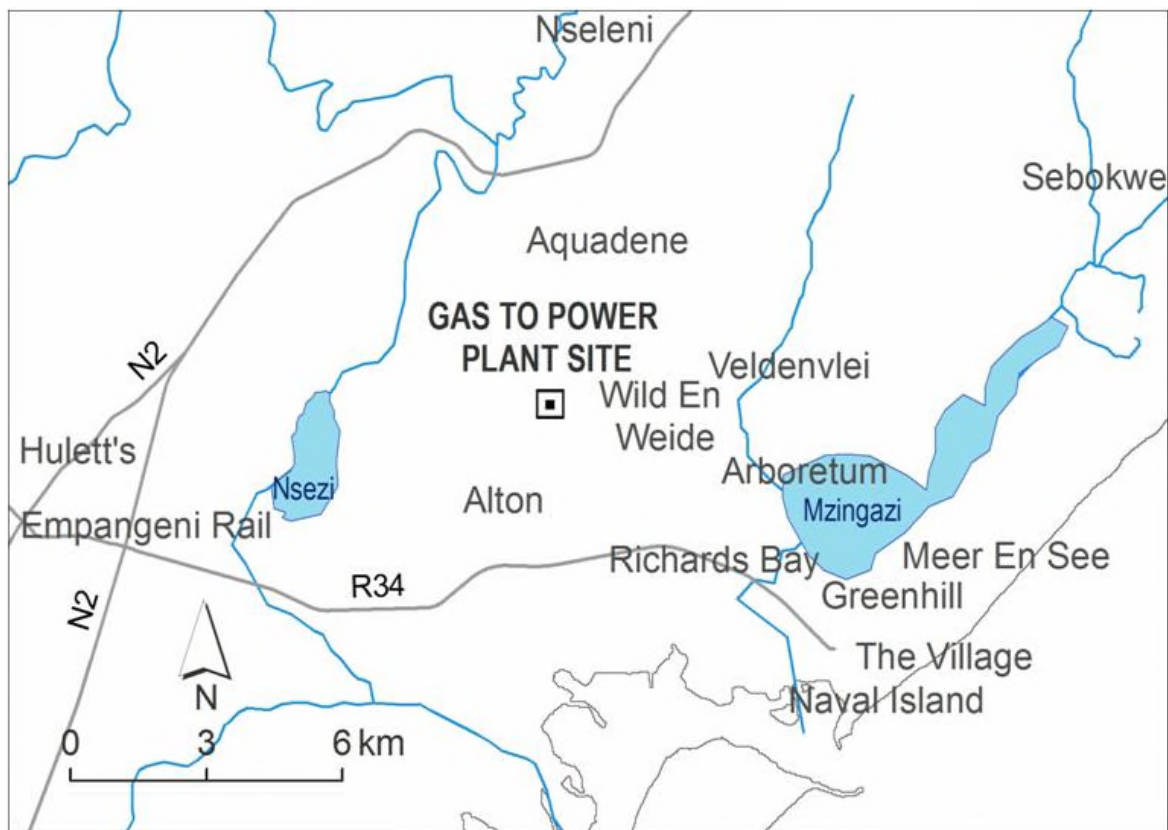 Nseleni
Sebokwe
Aquadene
GAS TO POWER
PLANT SITE
N2
Veldenvlei
Wild En
Weide
Hulett's
Arboretum
Nsezi
Alton
Mzingazi
Empangeni Rail
Richards Bay
Meer En See
R34
Greenhill
N2
The Village
N
Naval Island
0 3 6 km